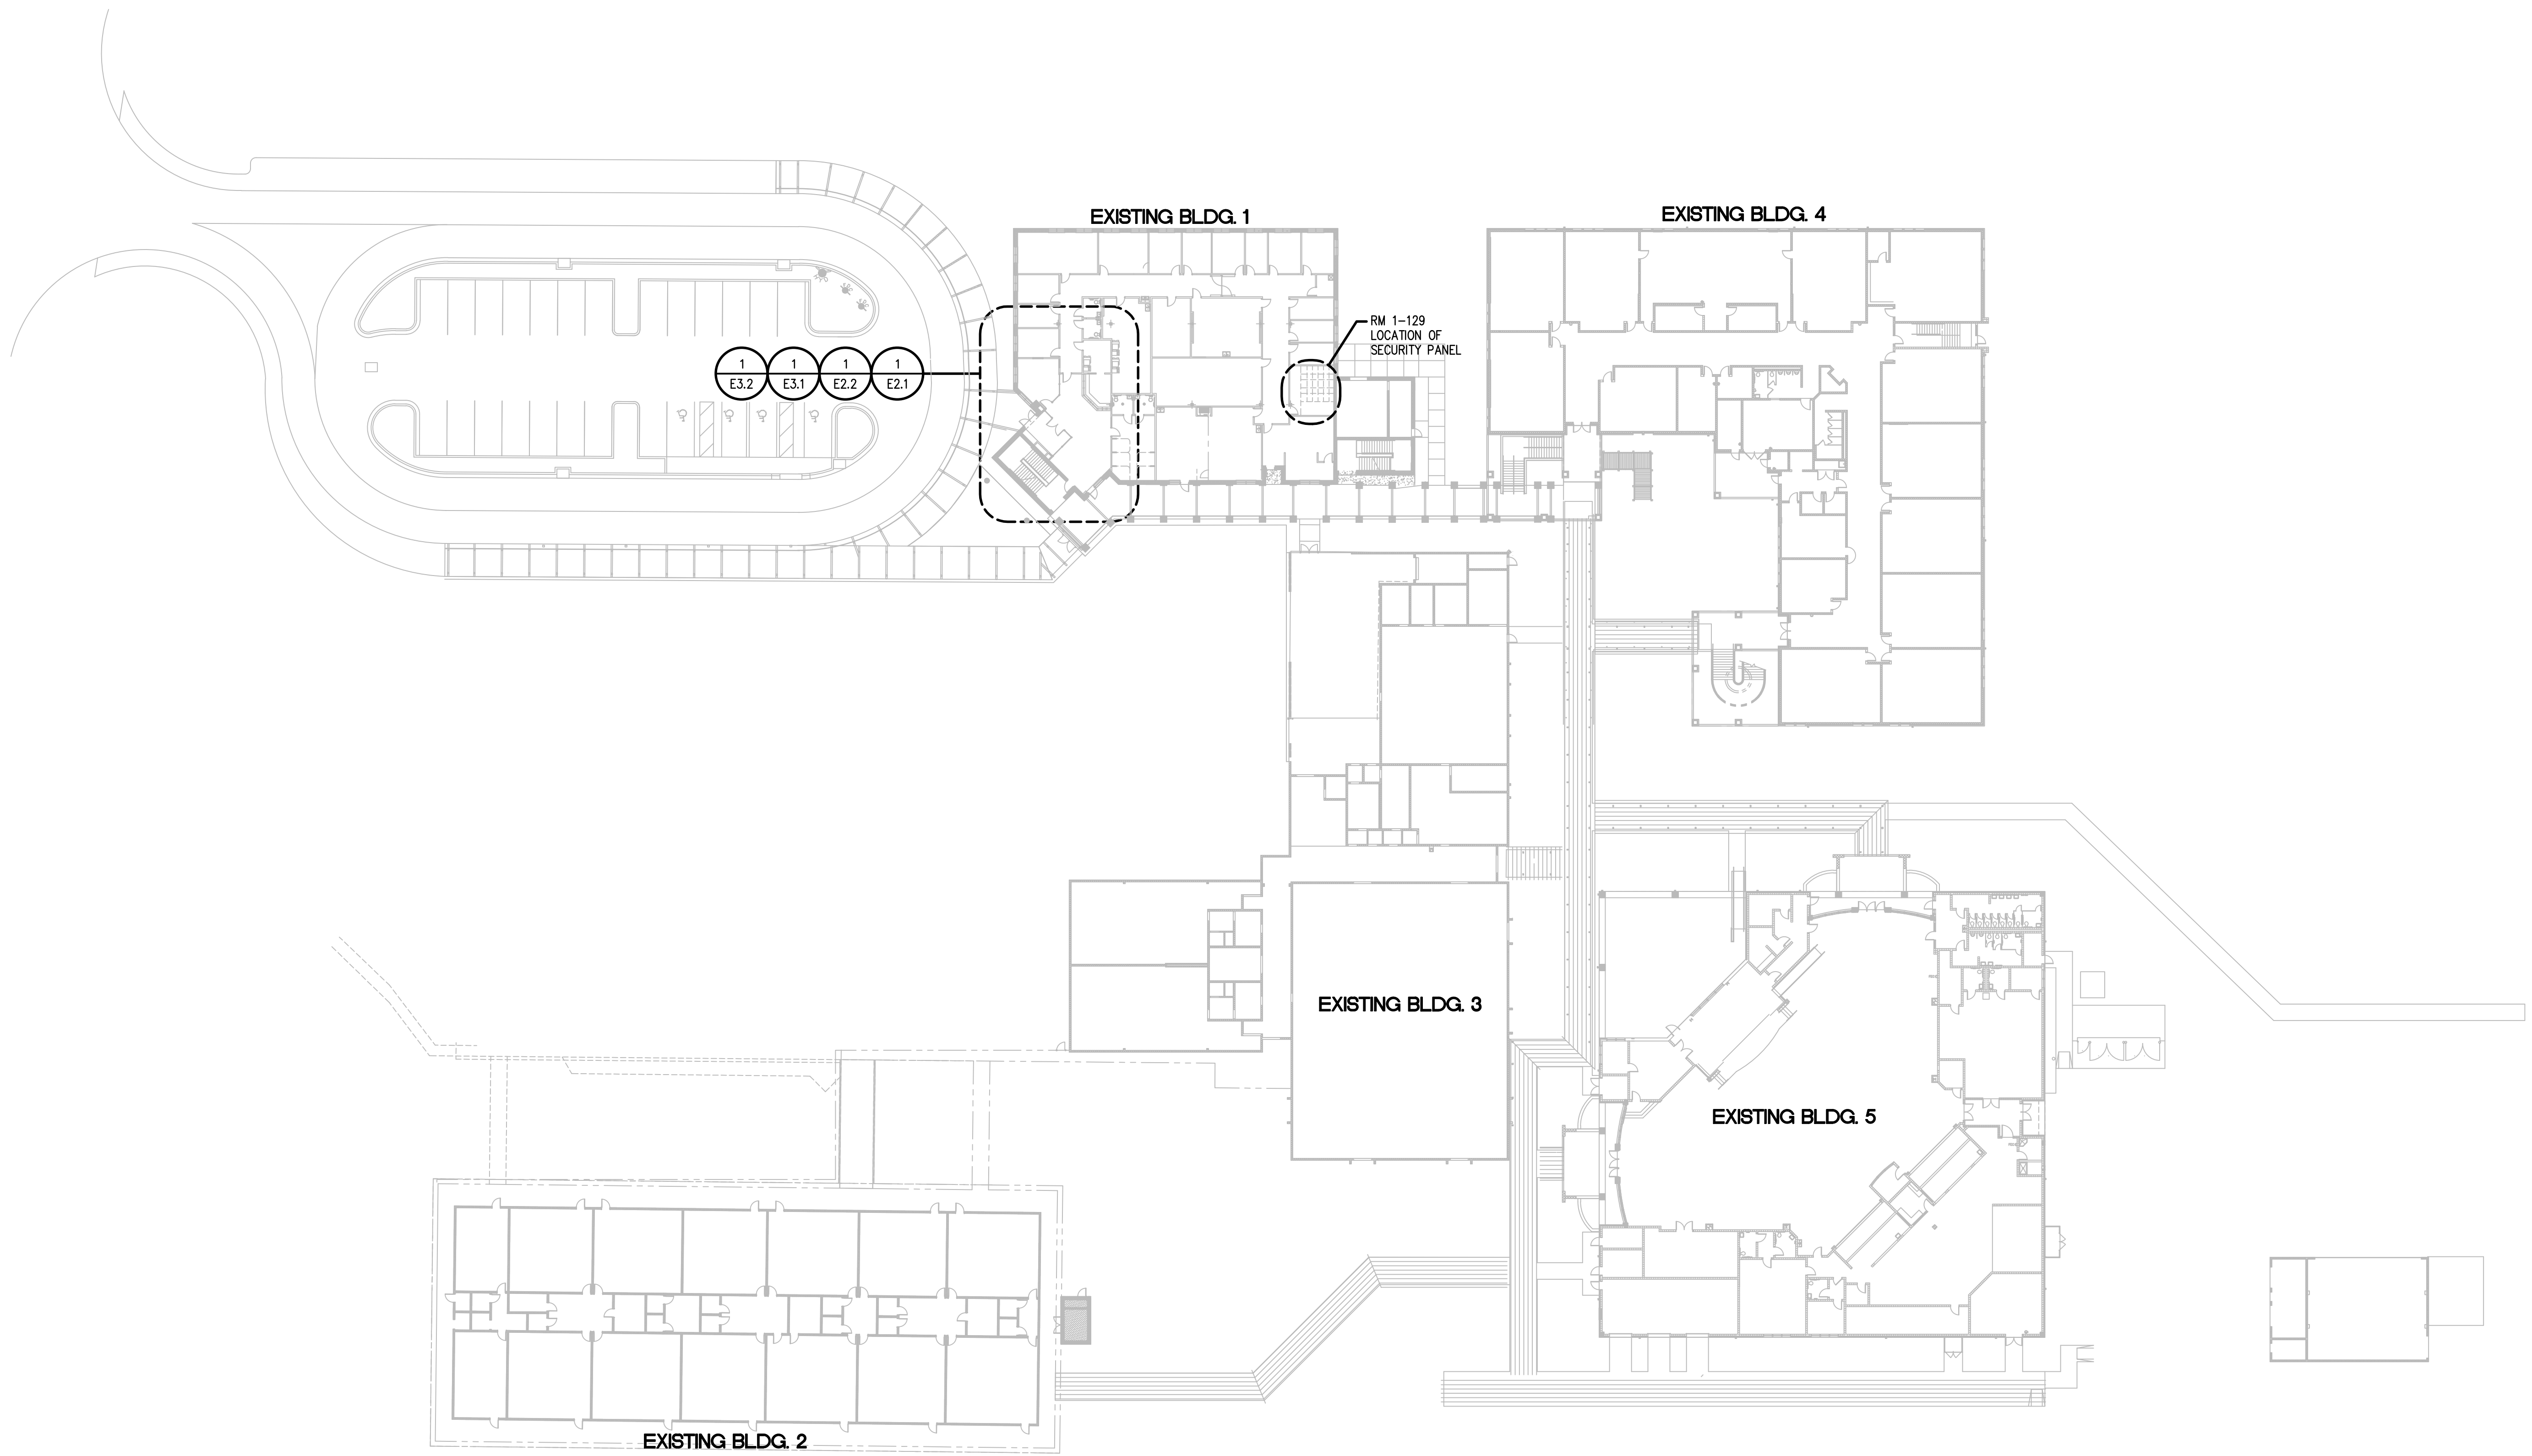 EXISTING BLDG. 1
EXISTING BLDG. 4
RM 1-129
LOCATION OF
SECURITY PANEL
1 1 1 1
E3.2 E3.1 E2.2 E2.1
EXISTING BLDG. 3
EXISTING BLDG. 5
EXISTING BLDG. 2